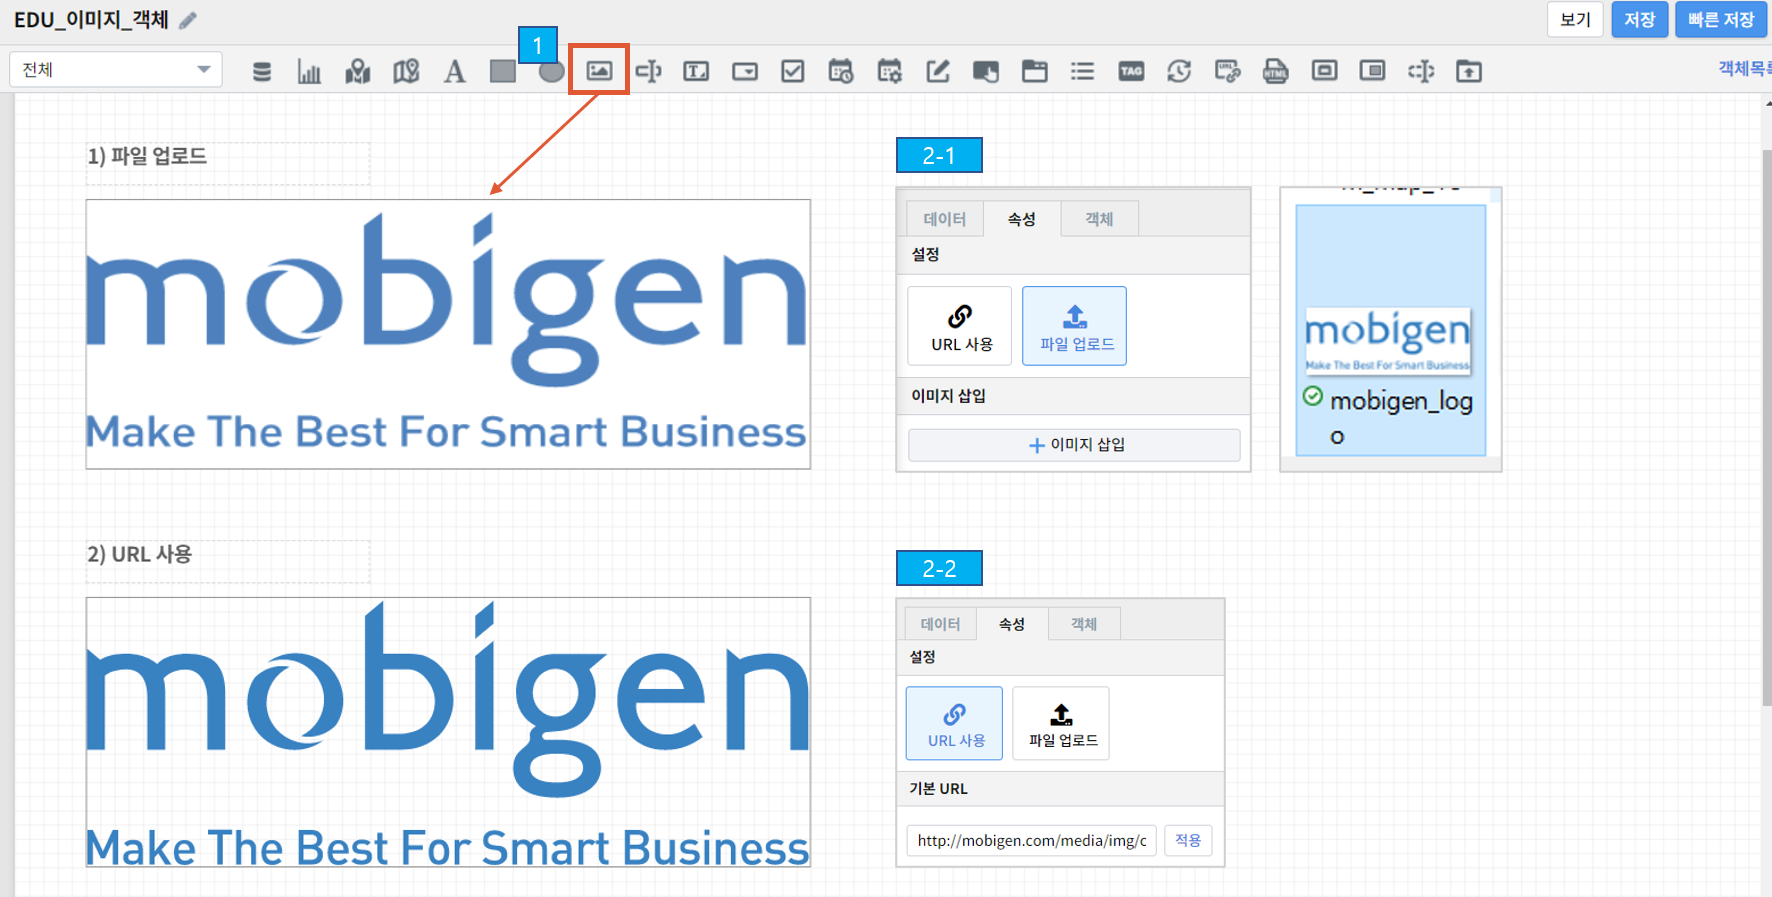 EDU_이미지_객체
보기
저장
빠른 저장
전체
1
TAG
URL
HTML
1) 파일 업로드
mobigen
Make The Best For Smart Business
2-1
데이터
속성
객체
설정
URL 사용
파일 업로드
이미지 삽입
+ 이미지 삽입
mobigen
Make The Best For Smart Business
mobigen_log
o
2) URL 사용
mobigen
Make The Best For Smart Business
2-2
데이터
속성
객체
설정
URL 사용
파일 업로드
기본 URL
http://mobigen.com/media/img/c
적용